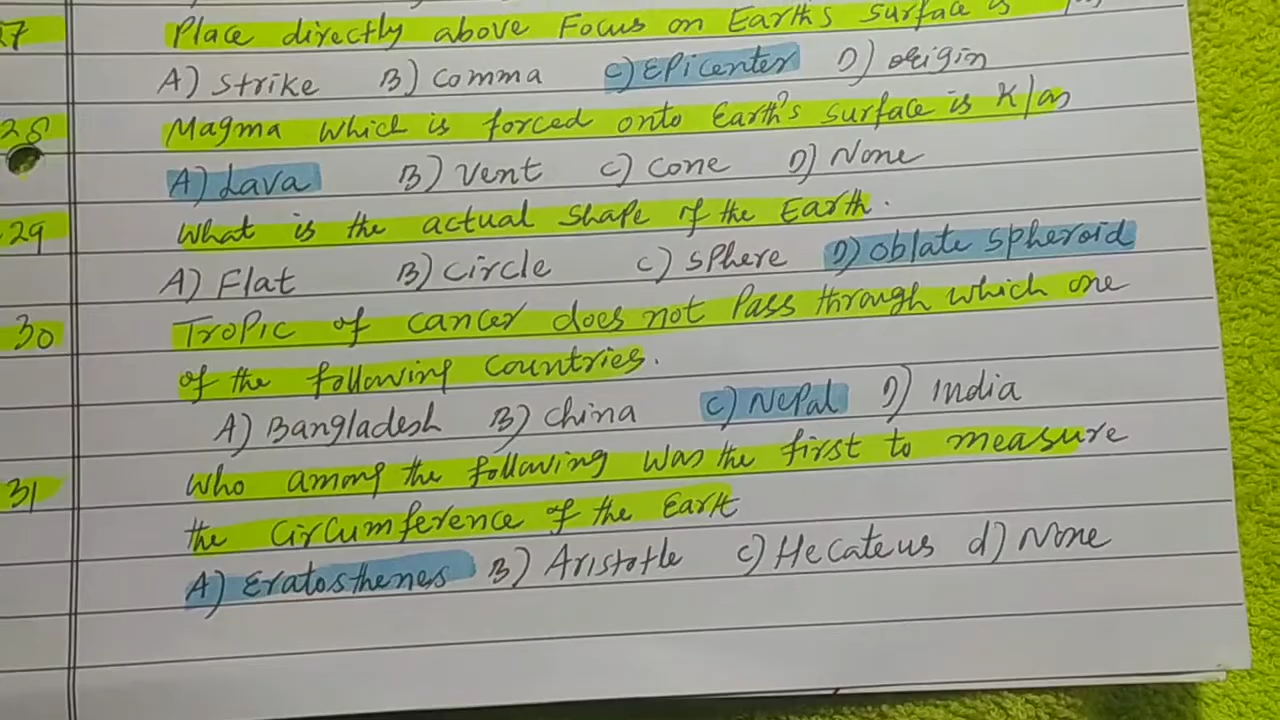 27 Place directly above Focus on Earth's surface is
A) Strike B) Comma C) Epicenter D) Origin
28 Magma which is forced onto Earth's surface is K/as
A) Lava B) Vent C) Cone D) None
29 What is the actual shape of the Earth.
A) Flat B) Circle C) Sphere D) Oblate spheroid
30 Tropic of cancer does not Pass through which one
of the following countries.
A) Bangladesh B) China C) Nepal D) India
31 Who among the following was the first to measure
the circumference of the Earth
A) Eratosthenes B) Aristotle C) Hecateus d) None